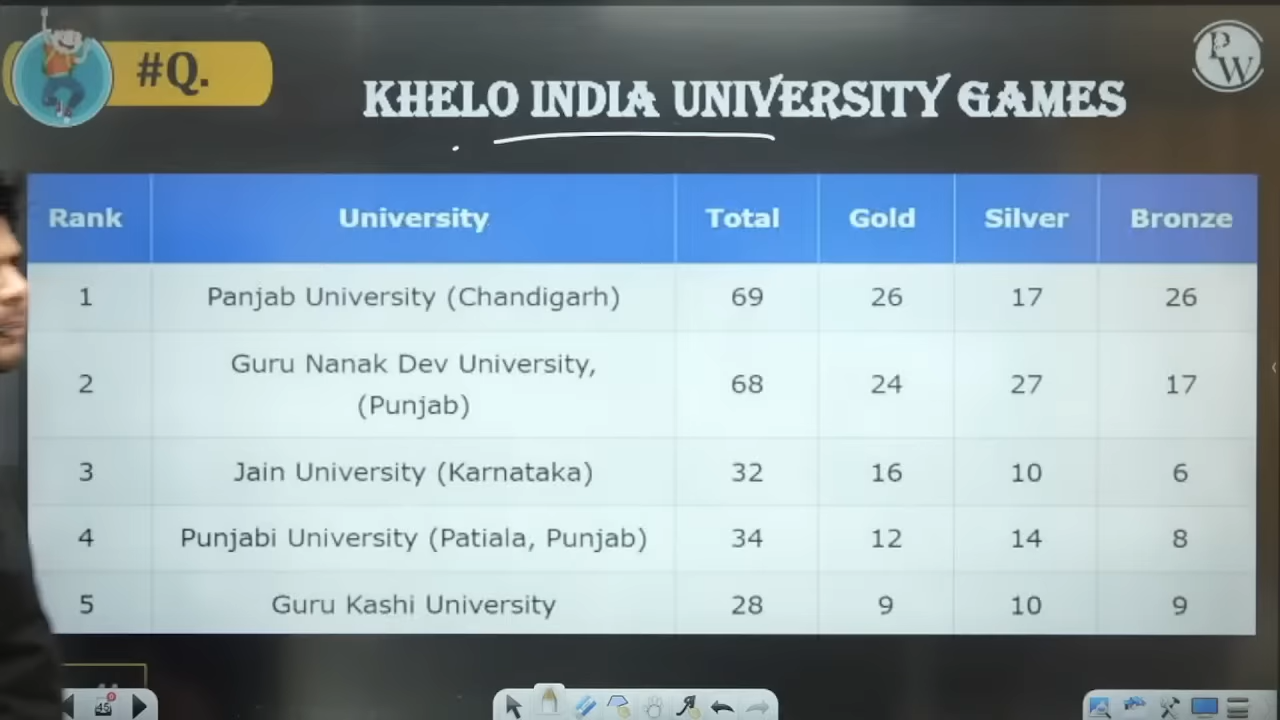 #Q.
PW
KHELO INDIA UNIVERSITY GAMES
Rank University Total Gold Silver Bronze
1 Panjab University (Chandigarh) 69 26 17 26
2 Guru Nanak Dev University, (Punjab) 68 24 27 17
3 Jain University (Karnataka) 32 16 10 6
4 Punjabi University (Patiala, Punjab) 34 12 14 8
5 Guru Kashi University 28 9 10 9
45